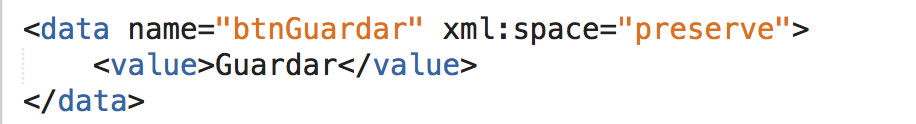 <data name="btnGuardar" xml:space="preserve">
    <value>Guardar</value>
</data>